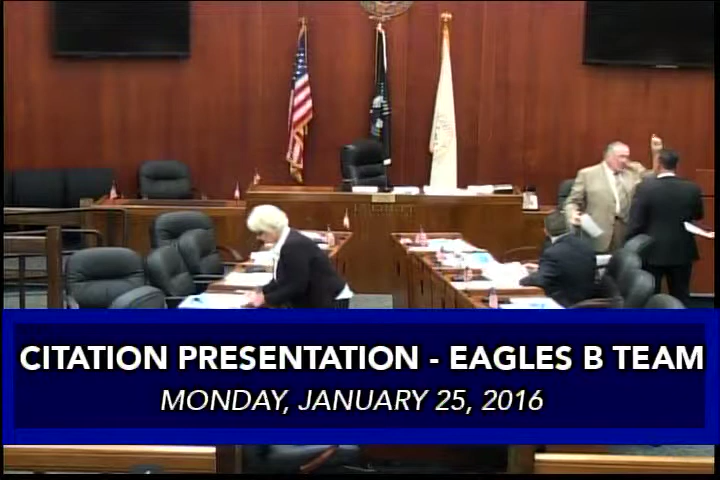 CITATION PRESENTATION - EAGLES B TEAM
MONDAY, JANUARY 25, 2016